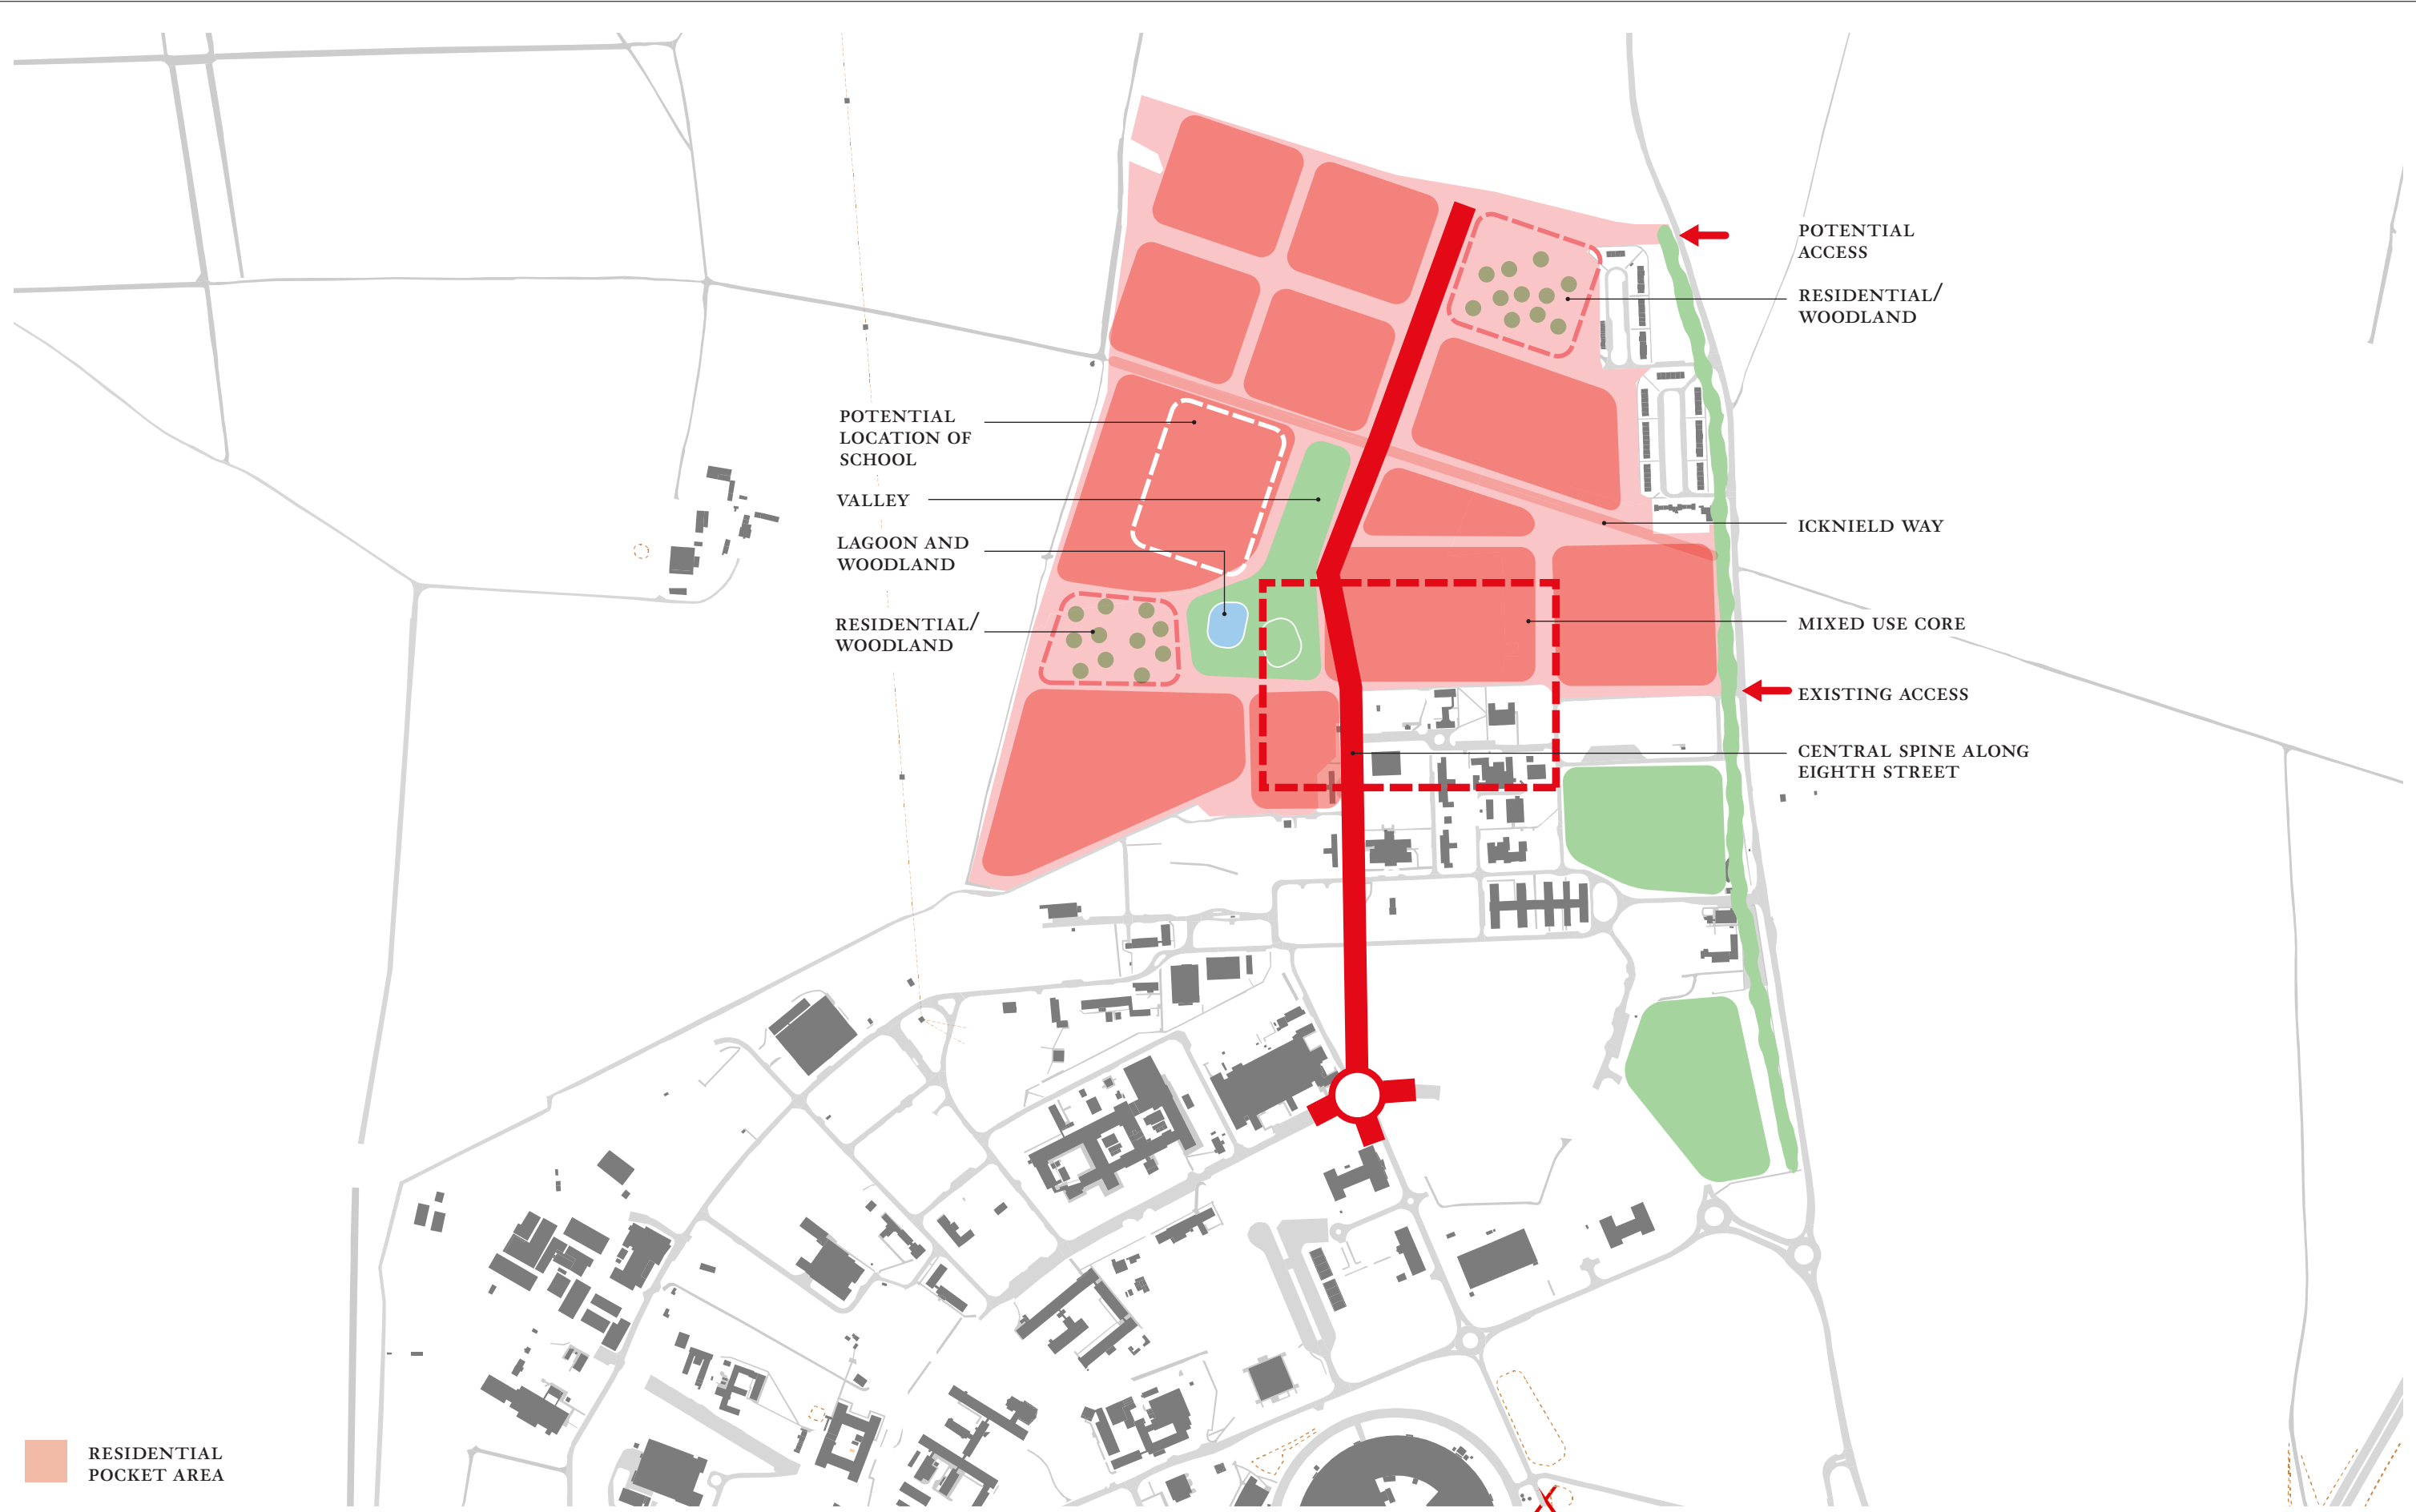 POTENTIAL
ACCESS
RESIDENTIAL/
WOODLAND
POTENTIAL
LOCATION OF
SCHOOL
VALLEY
ICKNIELD WAY
LAGOON AND
WOODLAND
RESIDENTIAL/
WOODLAND
MIXED USE CORE
EXISTING ACCESS
CENTRAL SPINE ALONG
EIGHTH STREET
RESIDENTIAL
POCKET AREA